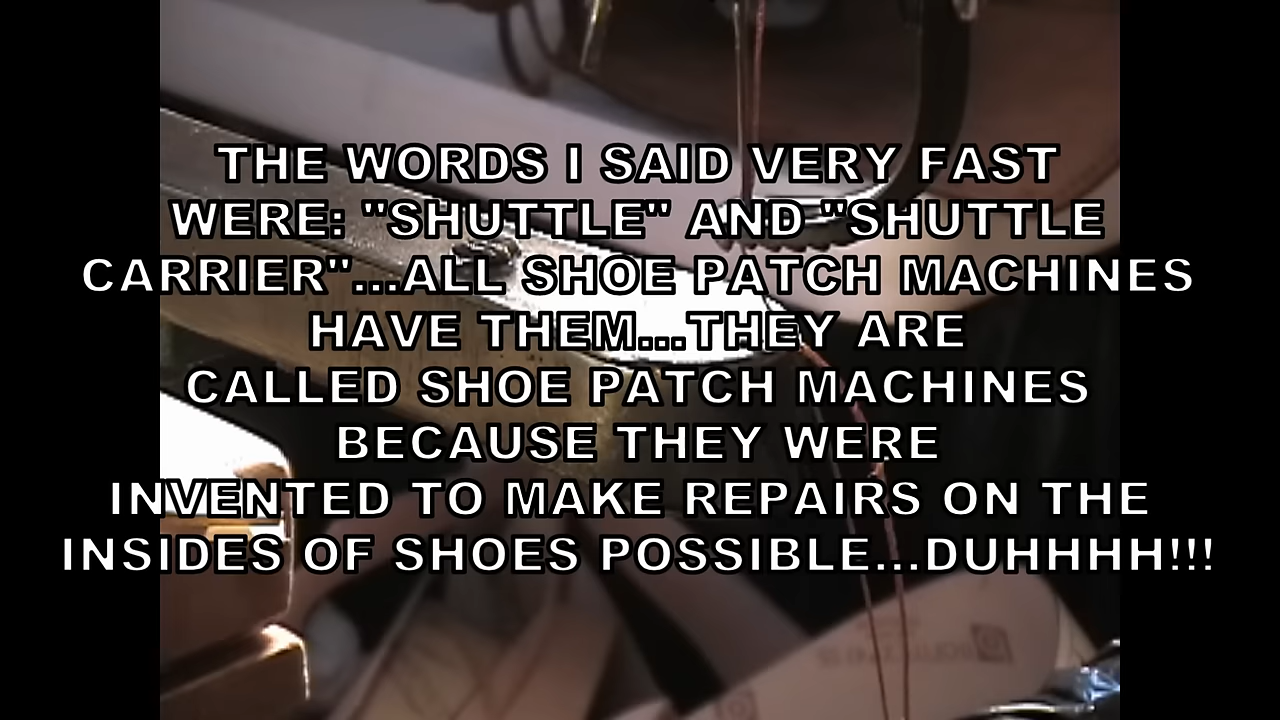 THE WORDS I SAID VERY FAST
WERE: "SHUTTLE" AND "SHUTTLE
CARRIER"...ALL SHOE PATCH MACHINES
HAVE THEM...THEY ARE
CALLED SHOE PATCH MACHINES
BECAUSE THEY WERE
INVENTED TO MAKE REPAIRS ON THE
INSIDES OF SHOES POSSIBLE...DUHHHH!!!